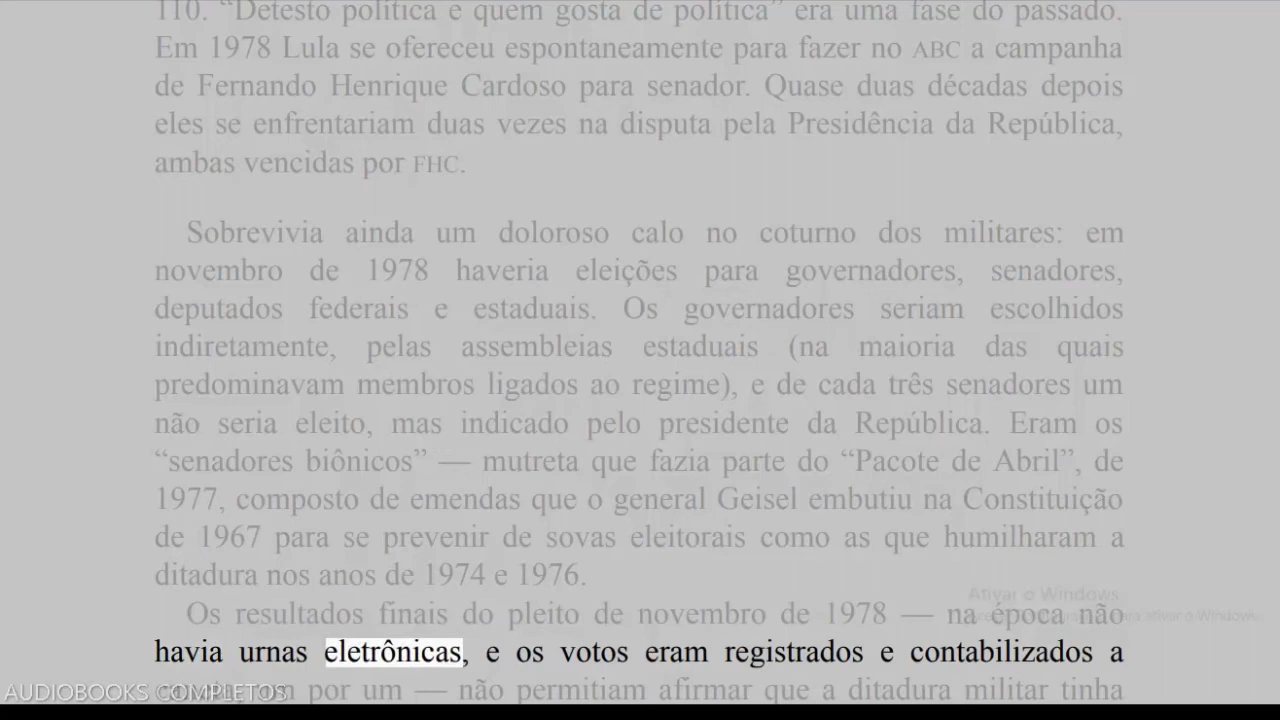 110. “Detesto política e quem gosta de política” era uma fase do passado.
Em 1978 Lula se ofereceu espontaneamente para fazer no ABC a campanha
de Fernando Henrique Cardoso para senador. Quase duas décadas depois
eles se enfrentariam duas vezes na disputa pela Presidência da República,
ambas vencidas por FHC.
Sobrevivia ainda um doloroso calo no coturno dos militares: em
novembro de 1978 haveria eleições para governadores, senadores,
deputados federais e estaduais. Os governadores seriam escolhidos
indiretamente, pelas assembleias estaduais (na maioria das quais
predominavam membros ligados ao regime), e de cada três senadores um
não seria eleito, mas indicado pelo presidente da República. Eram os
“senadores biônicos” — mutreta que fazia parte do “Pacote de Abril”, de
1977, composto de emendas que o general Geisel embutiu na Constituição
de 1967 para se prevenir de sovas eleitorais como as que humilharam a
ditadura nos anos de 1974 e 1976.
Ativar o Windows
Os resultados finais do pleito de novembro de 1978 — na época não
ativar o Windows.
havia urnas eletrônicas, e os votos eram registrados e contabilizados a
por um — não permitiam afirmar que a ditadura militar tinha
AUDIOBOOKS COMPLETOS